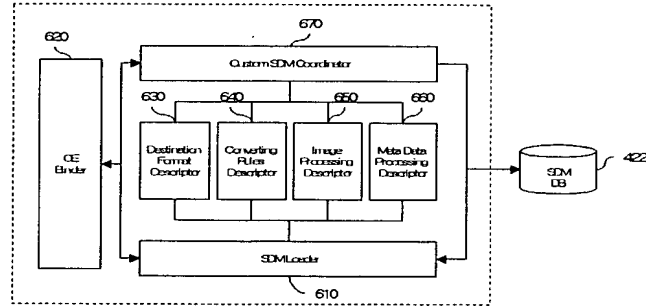 670
620
Custom SDM Coordinator
630
640
650
660
CE
Binder
Destination
Format
Descriptor
Converting
Rules
Descriptor
Image
Processing
Descriptor
Meta Data
Processing
Descriptor
SDM
DB
422
SDM Loader
610